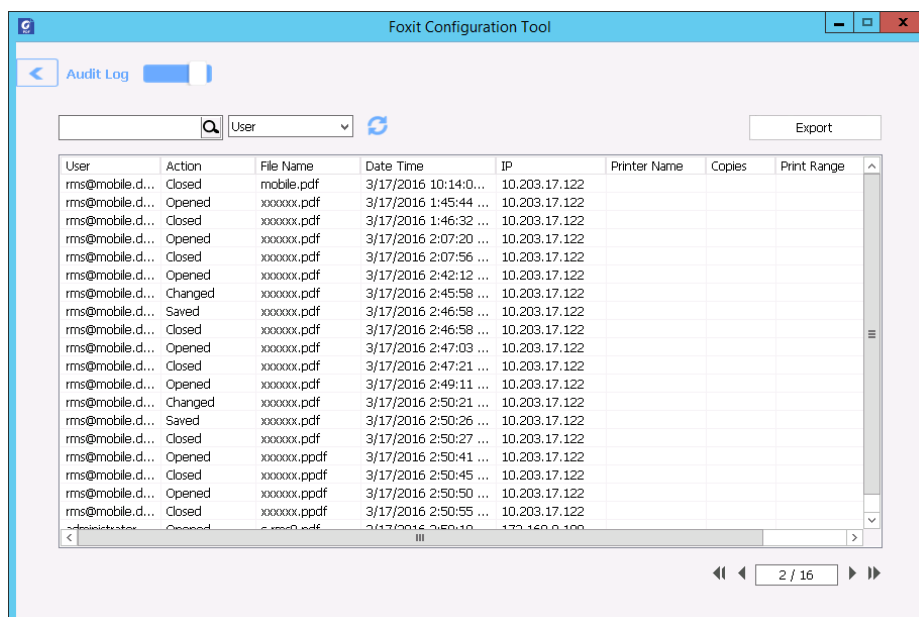 Foxit Configuration Tool
Audit Log
User
Export
User Action File Name Date Time IP Printer Name Copies Print Range
rms@mobile.d... Closed mobile.pdf 3/17/2016 10:14:0... 10.203.17.122
rms@mobile.d... Opened xxxxxx.pdf 3/17/2016 1:45:44 ... 10.203.17.122
rms@mobile.d... Closed xxxxxx.pdf 3/17/2016 1:46:32 ... 10.203.17.122
rms@mobile.d... Opened xxxxxx.pdf 3/17/2016 2:07:20 ... 10.203.17.122
rms@mobile.d... Closed xxxxxx.pdf 3/17/2016 2:07:56 ... 10.203.17.122
rms@mobile.d... Opened xxxxxx.pdf 3/17/2016 2:42:12 ... 10.203.17.122
rms@mobile.d... Changed xxxxxx.pdf 3/17/2016 2:45:58 ... 10.203.17.122
rms@mobile.d... Saved xxxxxx.pdf 3/17/2016 2:46:58 ... 10.203.17.122
rms@mobile.d... Closed xxxxxx.pdf 3/17/2016 2:46:58 ... 10.203.17.122
rms@mobile.d... Opened xxxxxx.pdf 3/17/2016 2:47:03 ... 10.203.17.122
rms@mobile.d... Closed xxxxxx.pdf 3/17/2016 2:47:21 ... 10.203.17.122
rms@mobile.d... Opened xxxxxx.pdf 3/17/2016 2:49:11 ... 10.203.17.122
rms@mobile.d... Changed xxxxxx.pdf 3/17/2016 2:50:21 ... 10.203.17.122
rms@mobile.d... Saved xxxxxx.pdf 3/17/2016 2:50:26 ... 10.203.17.122
rms@mobile.d... Closed xxxxxx.pdf 3/17/2016 2:50:27 ... 10.203.17.122
rms@mobile.d... Opened xxxxxx.ppdf 3/17/2016 2:50:41 ... 10.203.17.122
rms@mobile.d... Closed xxxxxx.ppdf 3/17/2016 2:50:45 ... 10.203.17.122
rms@mobile.d... Opened xxxxxx.ppdf 3/17/2016 2:50:50 ... 10.203.17.122
rms@mobile.d... Closed xxxxxx.ppdf 3/17/2016 2:50:55 ... 10.203.17.122
administrator Opened
2 / 16